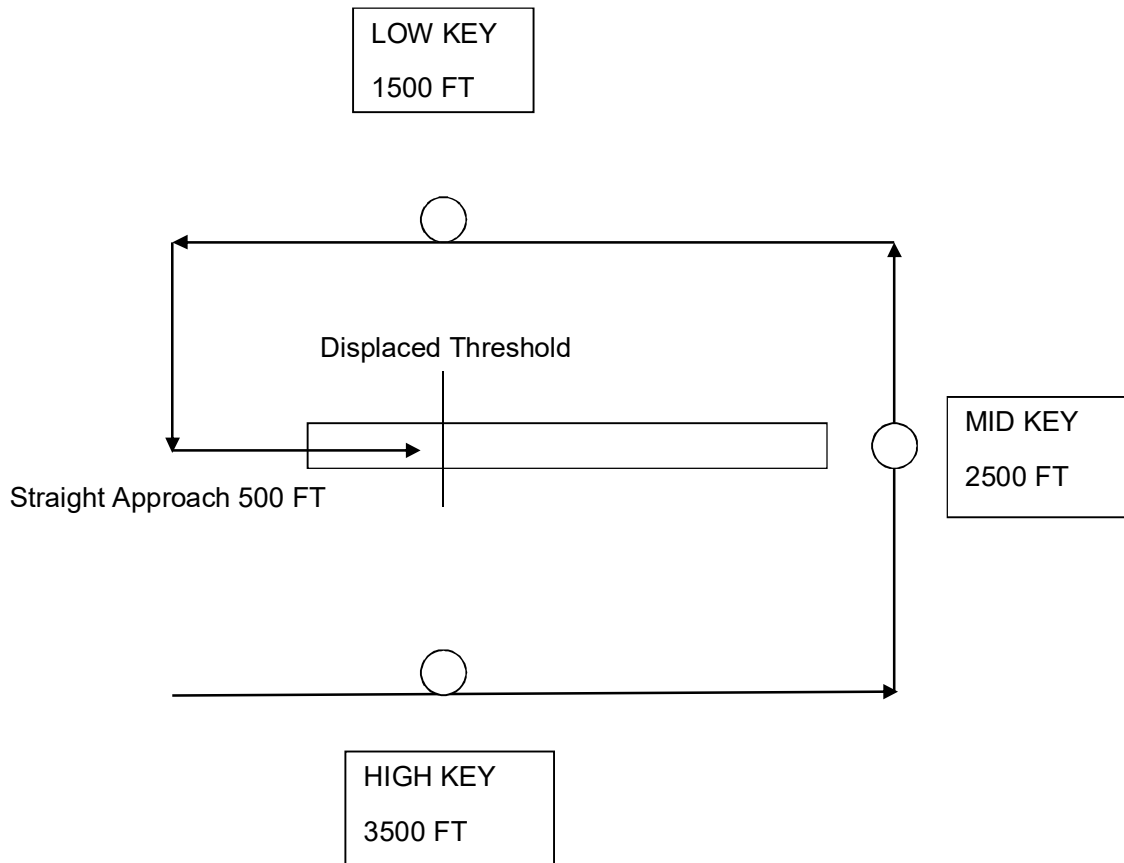 LOW KEY
1500 FT
Displaced Threshold
MID KEY
2500 FT
Straight Approach 500 FT
HIGH KEY
3500 FT